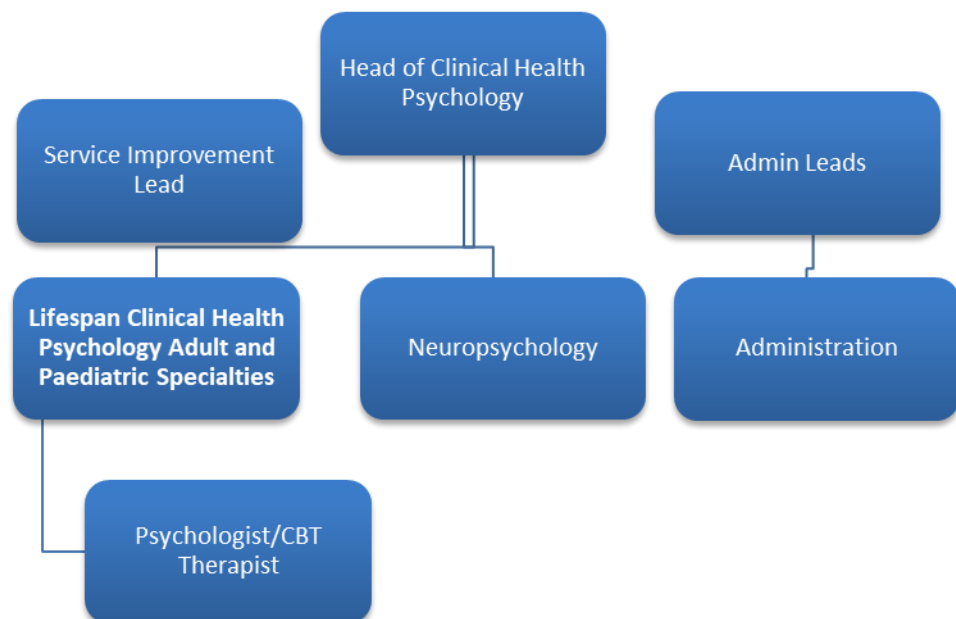 Head of Clinical Health
Psychology
Service Improvement
Lead
Admin Leads
Lifespan Clinical Health
Psychology Adult and
Paediatric Specialties
Neuropsychology
Administration
Psychologist/CBT
Therapist